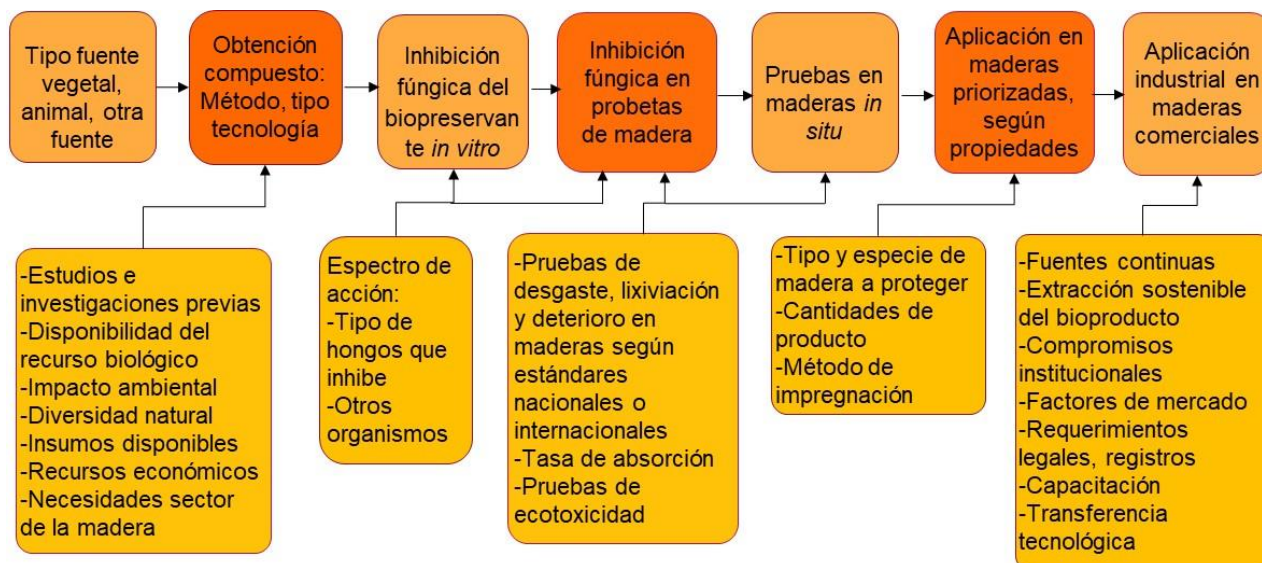 Tipo fuente
vegetal,
animal, otra
fuente
Obtención
compuesto:
Método, tipo
tecnología
Inhibición
fúngica del
biopreservan
te in vitro
Inhibición
fúngica en
probetas
de madera
Pruebas en
maderas in
situ
Aplicación en
maderas
priorizadas,
según
propiedades
Aplicación
industrial en
maderas
comerciales
-Estudios e
investigaciones previas
-Disponibilidad del
recurso biológico
-Impacto ambiental
-Diversidad natural
-Insumos disponibles
-Recursos económicos
-Necesidades sector
de la madera
Espectro de
acción:
-Tipo de
hongos que
inhibe
-Otros
organismos
-Pruebas de
desgaste, lixiviación
y deterioro en
maderas según
estándares
nacionales o
internacionales
-Tasa de absorción
-Pruebas de
ecotoxicidad
-Tipo y especie de
madera a proteger
-Cantidades de
producto
-Método de
impregnación
-Fuentes continuas
-Extracción sostenible
del bioproducto
-Compromisos
institucionales
-Factores de mercado
-Requerimientos
legales, registros
-Capacitación
-Transferencia
tecnológica